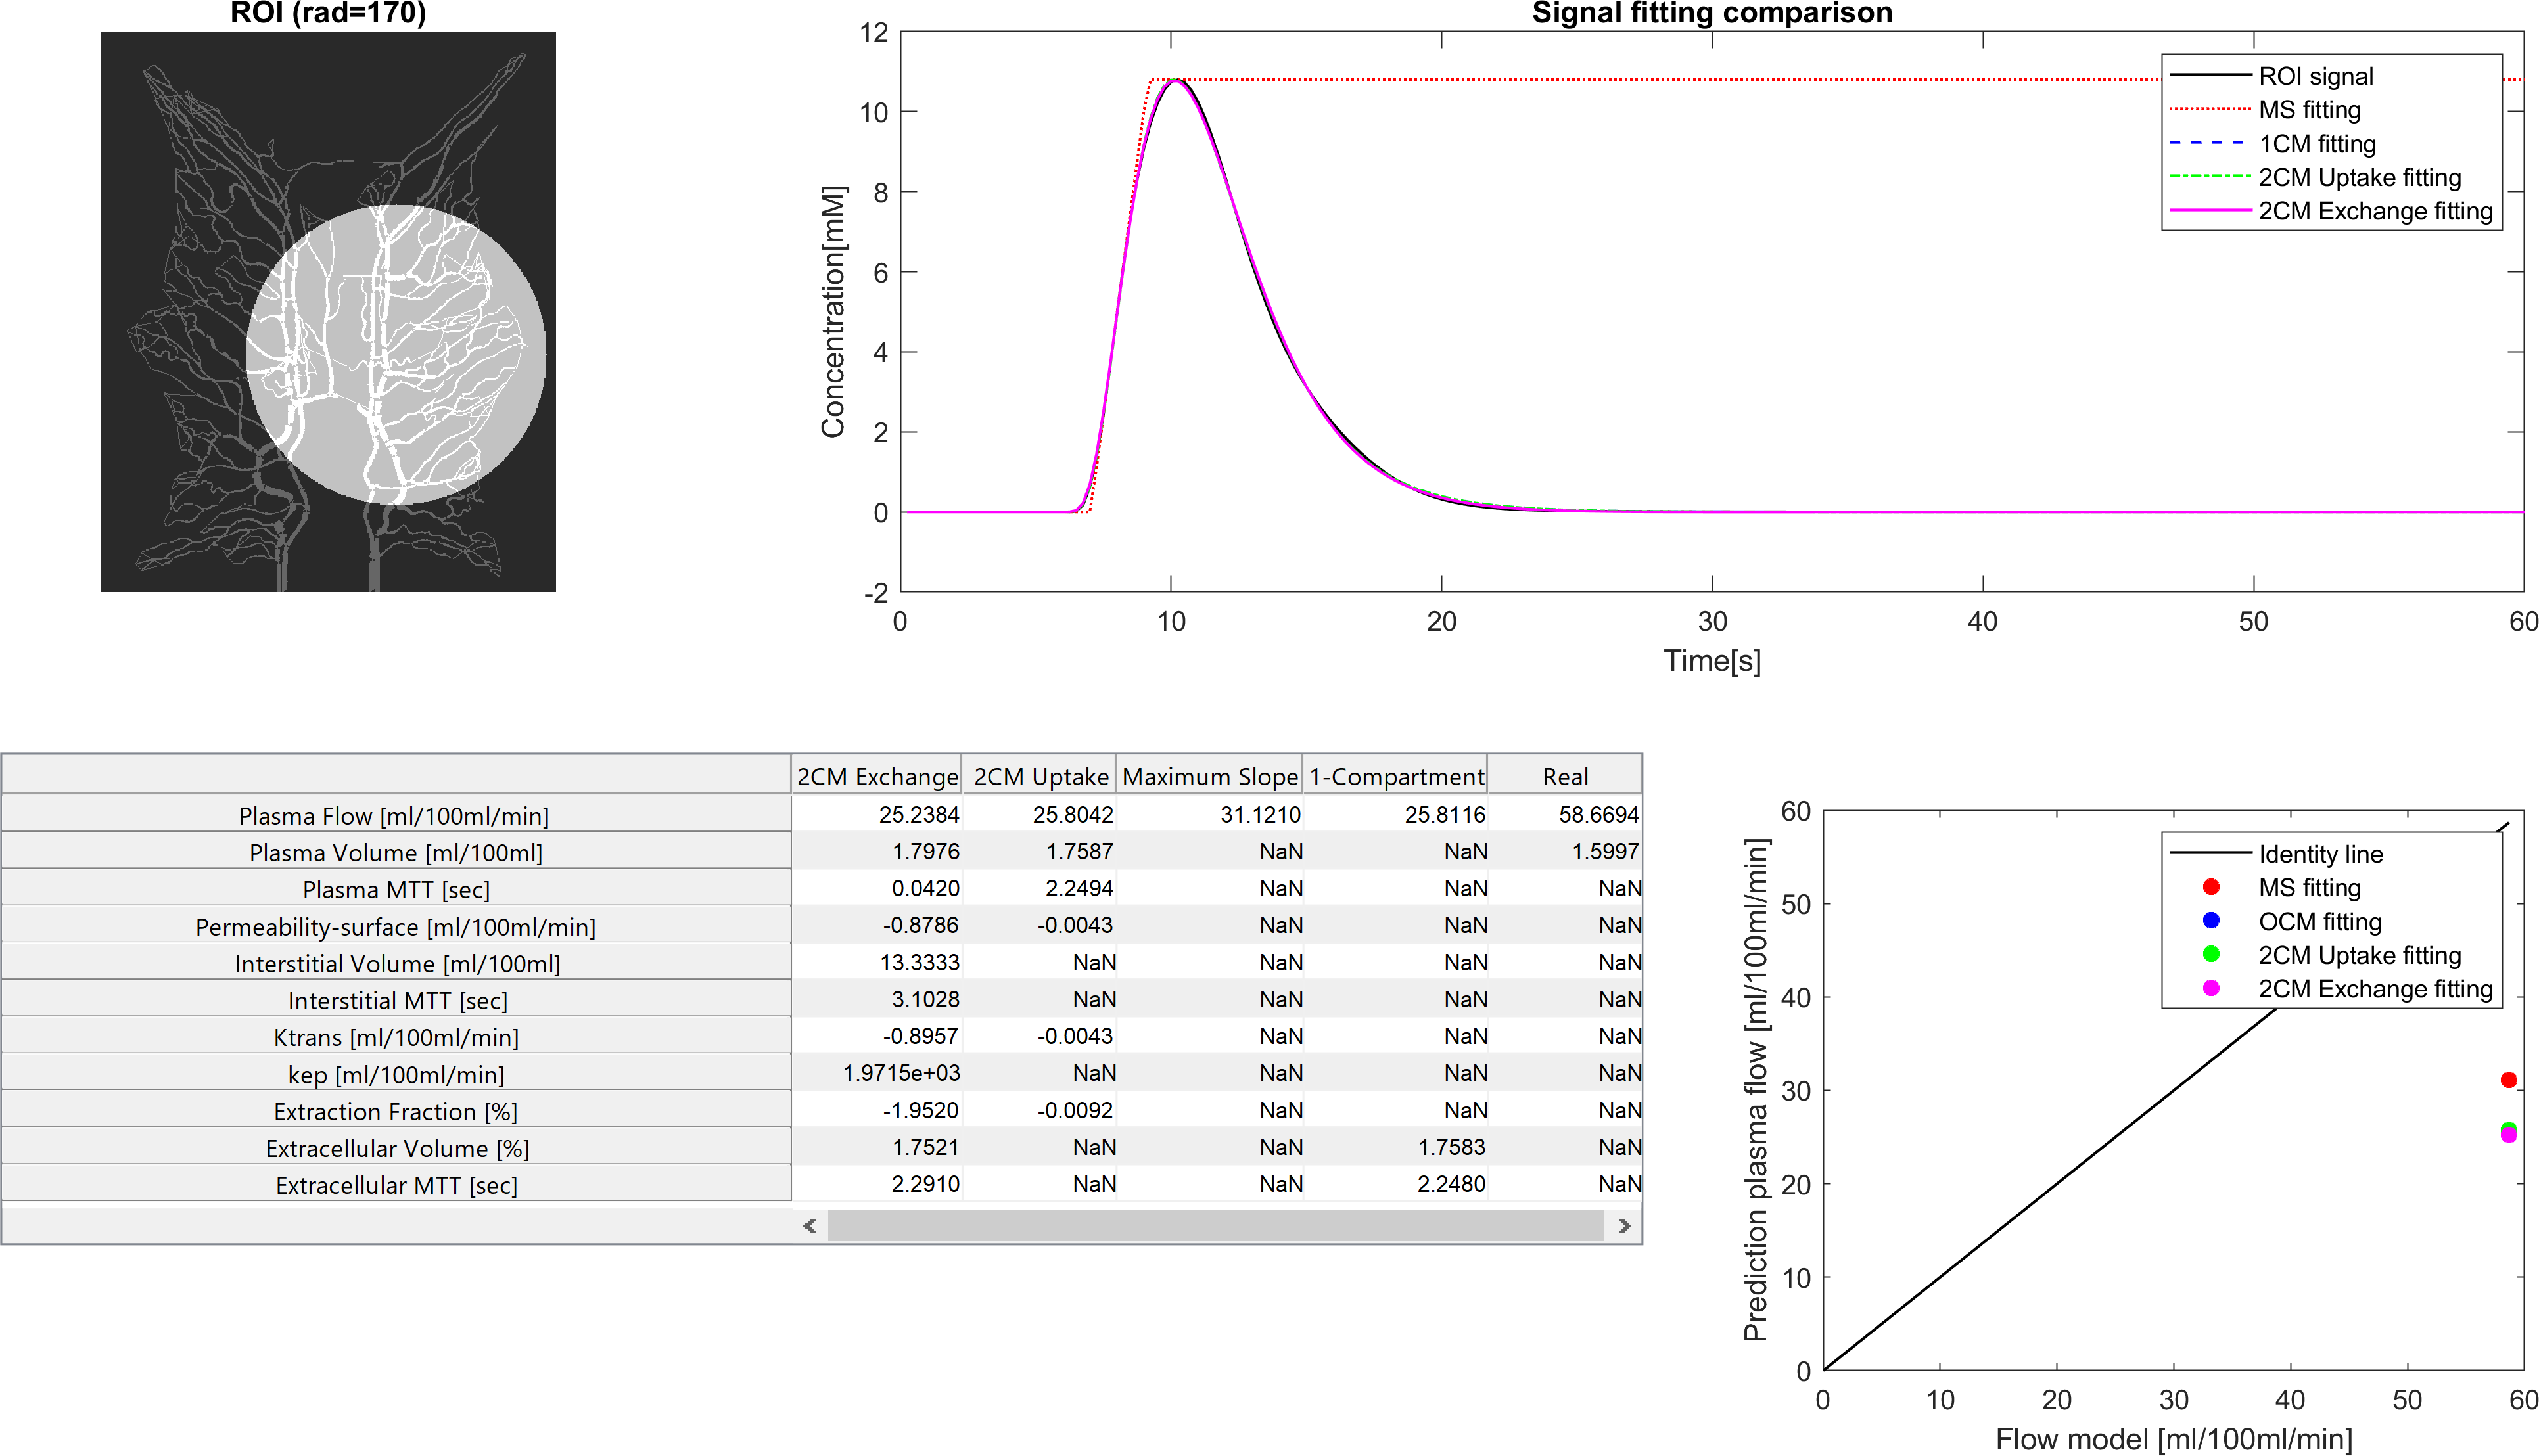 ROI (rad=170)
Signal fitting comparison
12
10
8
6
4
2
0
-2
Concentration[mM]
0 10 20 30 40 50 60
Time[s]
ROI signal
MS fitting
1CM fitting
2CM Uptake fitting
2CM Exchange fitting
2CM Exchange 2CM Uptake Maximum Slope 1-Compartment Real
Plasma Flow [ml/100ml/min] 25.2384 25.8042 31.1210 25.8116 58.6694
Plasma Volume [ml/100ml] 1.7976 1.7587 NaN NaN 1.5997
Plasma MTT [sec] 0.0420 2.2494 NaN NaN NaN
Permeability-surface [ml/100ml/min] -0.8786 -0.0043 NaN NaN NaN
Interstitial Volume [ml/100ml] 13.3333 NaN NaN NaN NaN
Interstitial MTT [sec] 3.1028 NaN NaN NaN NaN
Ktrans [ml/100ml/min] -0.8957 -0.0043 NaN NaN NaN
kep [ml/100ml/min] 1.9715e+03 NaN NaN NaN NaN
Extraction Fraction [%] -1.9520 -0.0092 NaN NaN NaN
Extracellular Volume [%] 1.7521 NaN NaN 1.7583 NaN
Extracellular MTT [sec] 2.2910 NaN NaN 2.2480 NaN
60
50
40
30
20
10
0
Prediction plasma flow [ml/100ml/min]
0 10 20 30 40 50 60
Flow model [ml/100ml/min]
Identity line
MS fitting
OCM fitting
2CM Uptake fitting
2CM Exchange fitting